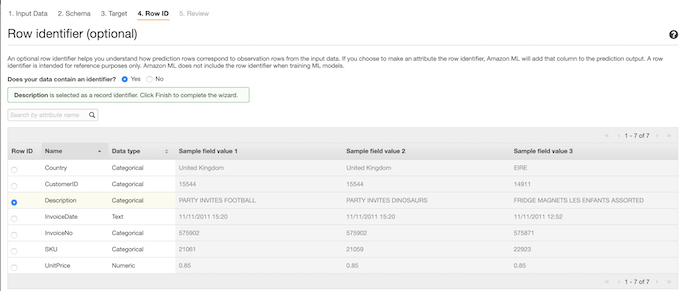 1. Input Data 2. Schema 3. Target 4. Row ID 5. Review
Row identifier (optional)
An optional row identifier helps you understand how prediction rows correspond to observation rows from the input data. If you choose to make an attribute the row identifier, Amazon ML will add that column to the prediction output. A row
identifier is intended for reference purposes only. Amazon ML does not include the row identifier when training ML models.
Does your data contain an identifier? Yes No
Description is selected as a record identifier. Click Finish to complete the wizard.
Search by attribute name
« ‹ 1 - 7 of 7 › »
Row ID Name Data type Sample field value 1 Sample field value 2 Sample field value 3
Country Categorical United Kingdom United Kingdom EIRE
CustomerID Categorical 15544 15544 14911
Description Categorical PARTY INVITES FOOTBALL PARTY INVITES DINOSAURS FRIDGE MAGNETS LES ENFANTS ASSORTED
InvoiceDate Text 11/11/2011 15:20 11/11/2011 15:20 11/11/2011 12:52
InvoiceNo Categorical 575902 575902 575871
SKU Categorical 21061 21059 22923
UnitPrice Numeric 0.85 0.85 0.85
« ‹ 1 - 7 of 7 › »